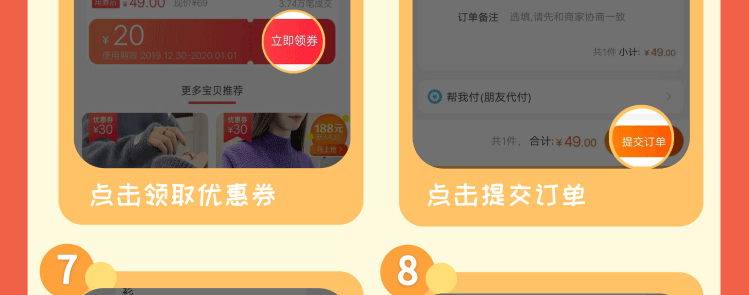 用券后 ¥49.00 现价¥69 3.74万笔成交
¥20
使用期限 2019.12.30-2020.01.01
立即领券
更多宝贝推荐
优惠券
¥30
优惠券
¥30
188元
点击领取优惠券
订单备注 选填,请先和商家协商一致
共1件 小计: ¥49.00
帮我付(朋友代付)
共1件, 合计: ¥49.00 提交订单
点击提交订单
7
8